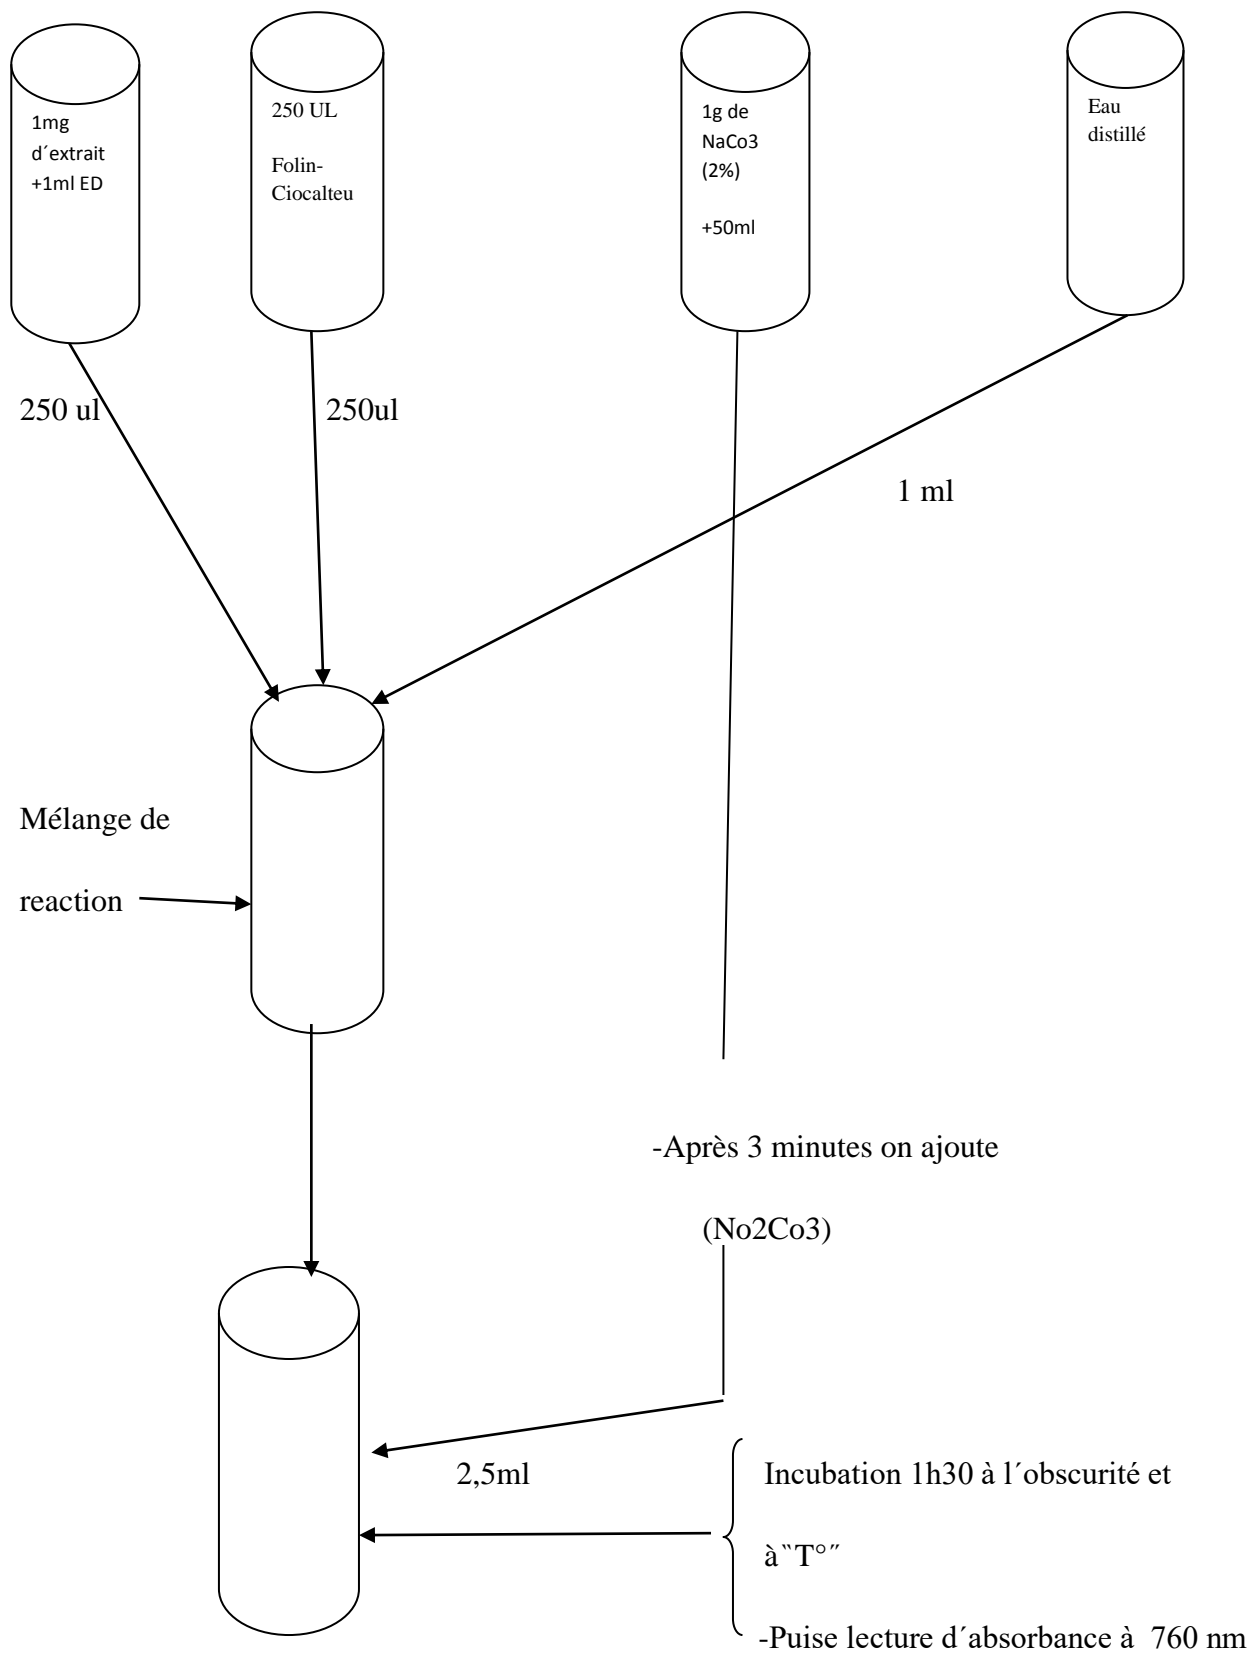 1mg
d´extrait
+1ml ED
250 UL
Folin-
Ciocalteu
1g de
NaCo3
(2%)
+50ml
Eau
distillé
250 ul
250ul
1 ml
Mélange de
reaction
-Après 3 minutes on ajoute
(No2Co3)
2,5ml
Incubation 1h30 à l´obscurité et
à‶T°˝
-Puise lecture d´absorbance à  760 nm